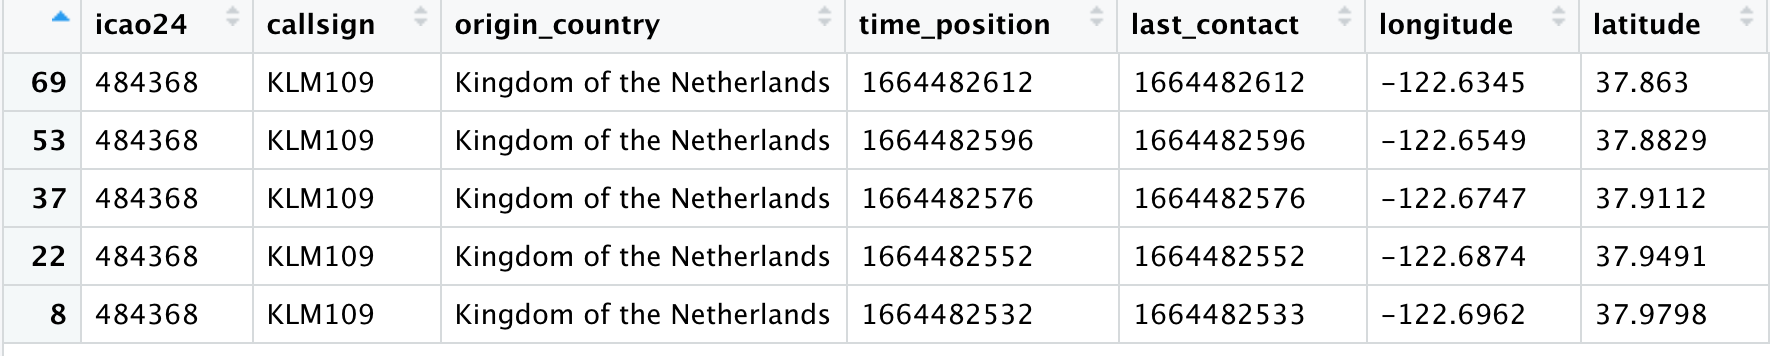 icao24 callsign origin_country time_position last_contact longitude latitude
69 484368 KLM109 Kingdom of the Netherlands 1664482612 1664482612 -122.6345 37.863
53 484368 KLM109 Kingdom of the Netherlands 1664482596 1664482596 -122.6549 37.8829
37 484368 KLM109 Kingdom of the Netherlands 1664482576 1664482576 -122.6747 37.9112
22 484368 KLM109 Kingdom of the Netherlands 1664482552 1664482552 -122.6874 37.9491
8 484368 KLM109 Kingdom of the Netherlands 1664482532 1664482533 -122.6962 37.9798